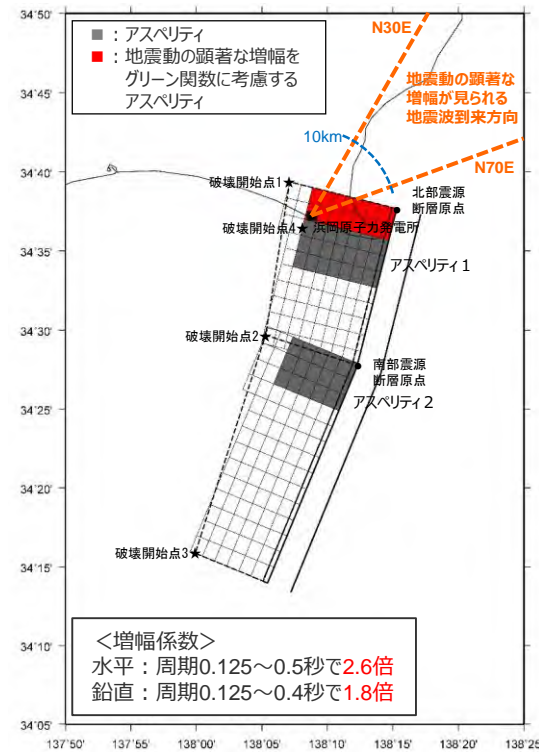 ■ : アスペリティ
■ : 地震動の顕著な増幅を
グリーン関数に考慮する
アスペリティ
N30E
地震動の顕著な
増幅が見られる
地震波到来方向
10km
N70E
破壊開始点1
北部震源
断層原点
破壊開始点4
浜岡原子力発電所
アスペリティ1
破壊開始点2
南部震源
断層原点
アスペリティ2
破壊開始点3
＜増幅係数＞
水平：周期0.125～0.5秒で2.6倍
鉛直：周期0.125～0.4秒で1.8倍
34˚50'
34˚45'
34˚40'
34˚35'
34˚30'
34˚25'
34˚20'
34˚15'
34˚10'
34˚05'
137˚50'
137˚55'
138˚00'
138˚05'
138˚10'
138˚15'
138˚20'
138˚25'